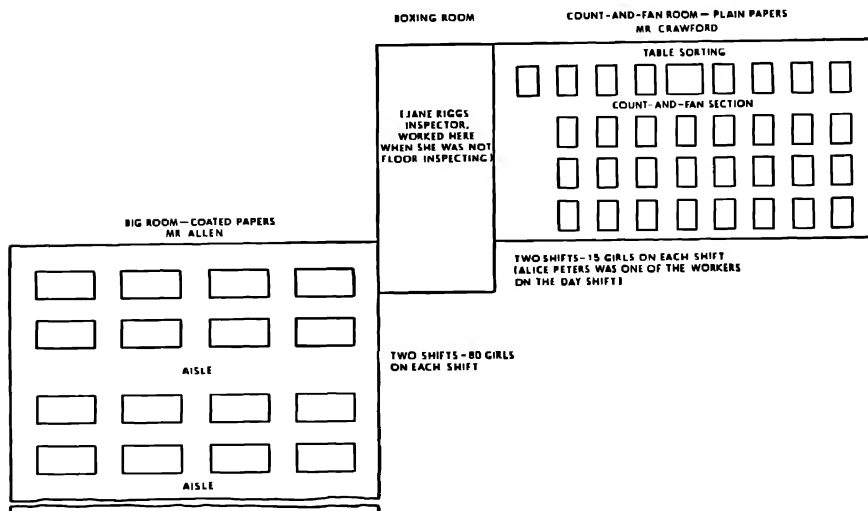 BOXING ROOM
COUNT-AND-FAN ROOM—PLAIN PAPERS
MR CRAWFORD
TABLE SORTING
COUNT-AND-FAN SECTION
(JANE RIGGS
INSPECTOR,
WORKED HERE
WHEN SHE WAS NOT
FLOOR INSPECTING)
TWO SHIFTS-15 GIRLS ON EACH SHIFT
(ALICE PETERS WAS ONE OF THE WORKERS
ON THE DAY SHIFT)
BIG ROOM—COATED PAPERS
MR ALLEN
AISLE
AISLE
TWO SHIFTS-80 GIRLS
ON EACH SHIFT